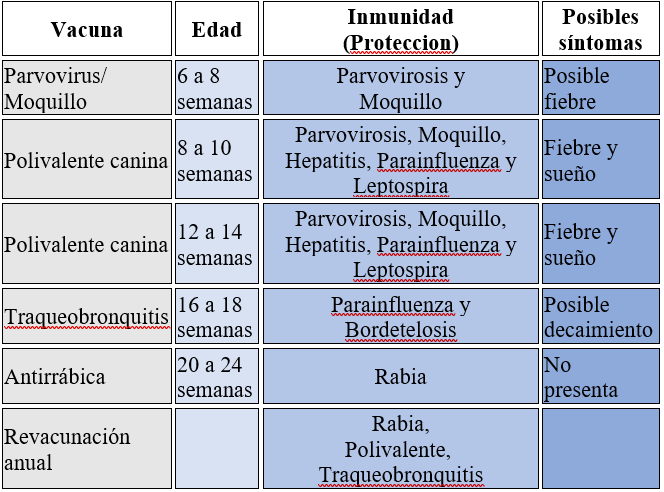 Vacuna
Edad
Inmunidad
(Proteccion)
Posibles
síntomas
Parvovirus/
Moquillo
6 a 8
semanas
Parvovirosis y
Moquillo
Posible
fiebre
Polivalente canina
8 a 10
semanas
Parvovirosis, Moquillo,
Hepatitis, Parainfluenza y
Leptospira
Fiebre y
sueño
Polivalente canina
12 a 14
semanas
Parvovirosis, Moquillo,
Hepatitis, Parainfluenza y
Leptospira
Fiebre y
sueño
Traqueobronquitis
16 a 18
semanas
Parainfluenza y
Bordetelosis
Posible
decaimiento
Antirrábica
20 a 24
semanas
Rabia
No
presenta
Revacunación
anual
Rabia,
Polivalente,
Traqueobronquitis